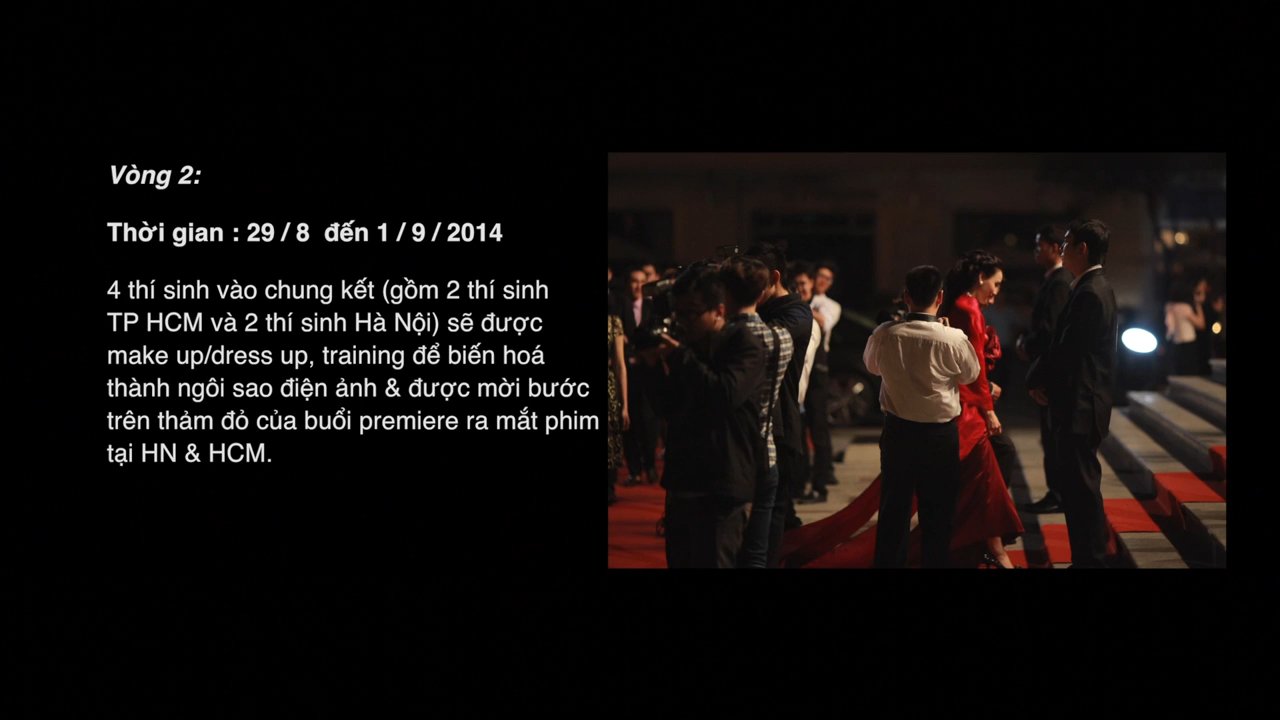 Vòng 2:
Thời gian : 29 / 8 đến 1 / 9 / 2014
4 thí sinh vào chung kết (gồm 2 thí sinh
TP HCM và 2 thí sinh Hà Nội) sẽ được
make up/dress up, training để biến hoá
thành ngôi sao điện ảnh & được mời bước
trên thảm đỏ của buổi premiere ra mắt phim
tại HN & HCM.